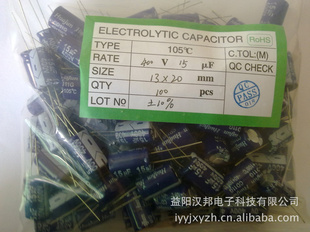 ELECTROLYTIC CAPACITOR RoHS
TYPE 105℃ C.TOL:(M)
RATE 400 V 15 μF QC CHECK
SIZE 13×20 mm
QTY 100 pcs
LOT NO ±10%
QC
PASS
益阳汉邦电子科技有限公司
iyyjxyzh.1688.com